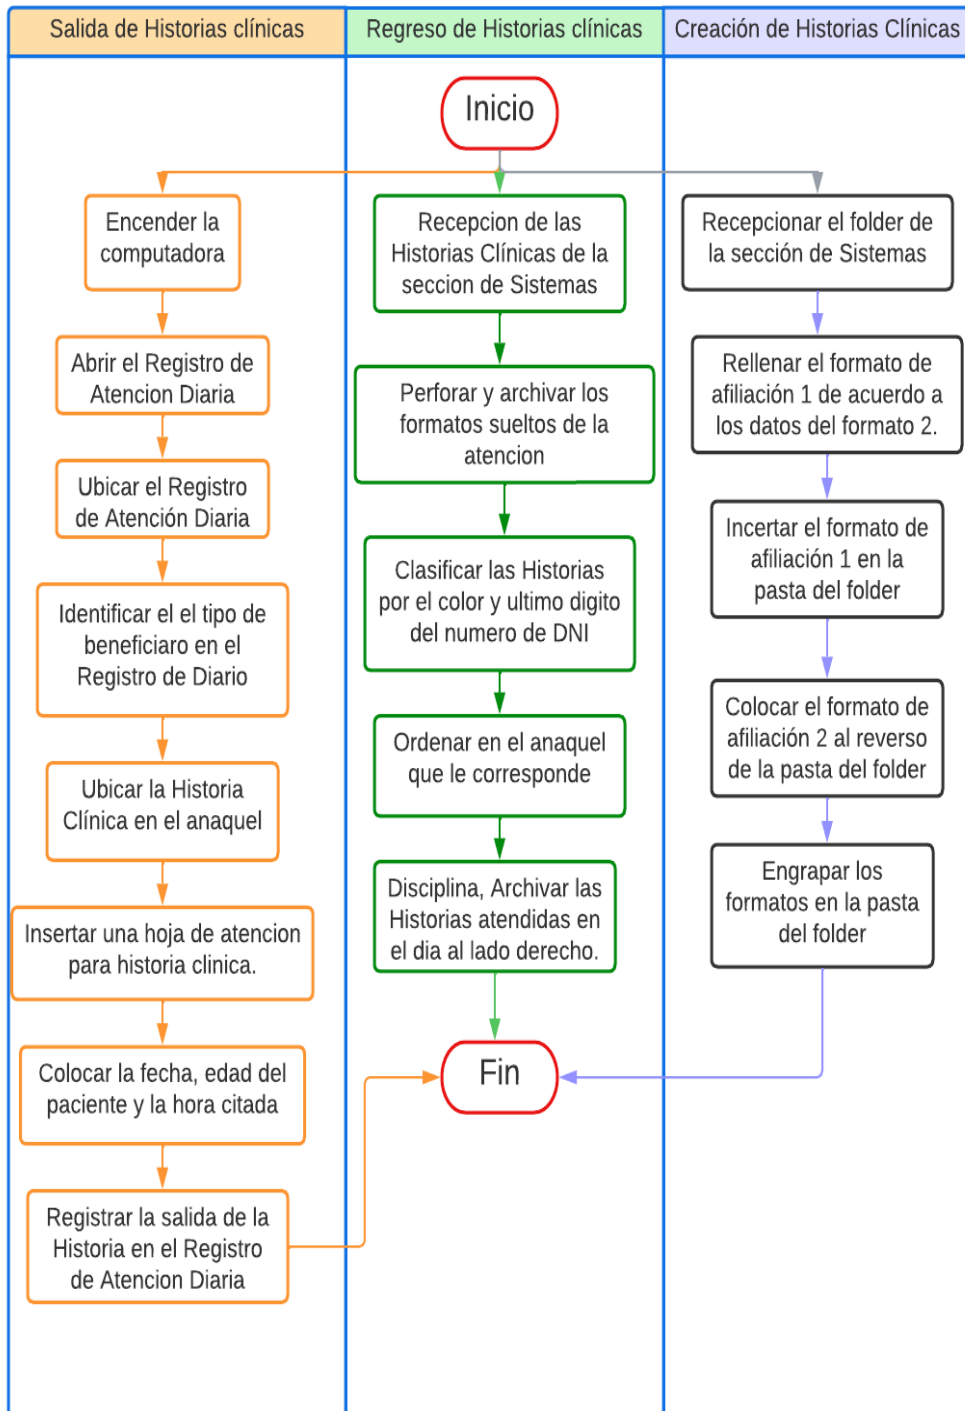 Salida de Historias clínicas
Regreso de Historias clínicas
Creación de Historias Clínicas
Inicio
Encender la
computadora
Abrir el Registro de
Atencion Diaria
Ubicar el Registro
de Atención Diaria
Identificar el el tipo de
beneficiaro en el
Registro de Diario
Ubicar la Historia
Clínica en el anaquel
Insertar una hoja de atencion
para historia clinica.
Colocar la fecha, edad del
paciente y la hora citada
Registrar la salida de la
Historia en el Registro
de Atencion Diaria
Recepcion de las
Historias Clínicas de la
seccion de Sistemas
Perforar y archivar los
formatos sueltos de la
atencion
Clasificar las Historias
por el color y ultimo digito
del numero de DNI
Ordenar en el anaquel
que le corresponde
Disciplina, Archivar las
Historias atendidas en
el dia al lado derecho.
Recepcionar el folder de
la sección de Sistemas
Rellenar el formato de
afiliación 1 de acuerdo a
los datos del formato 2.
Incertar el formato de
afiliación 1 en la
pasta del folder
Colocar el formato de
afiliación 2 al reverso
de la pasta del folder
Engrapar los
formatos en la pasta
del folder
Fin